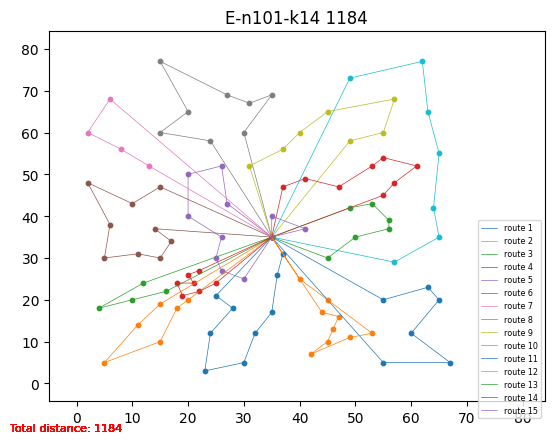 E-n101-k14 1184
80
70
60
50
40
30
20
10
0
0
10
20
30
40
50
60
70
80
route 1
route 2
route 3
route 4
route 5
route 6
route 7
route 8
route 9
route 10
route 11
route 12
route 13
route 14
route 15
Total distance: 1184